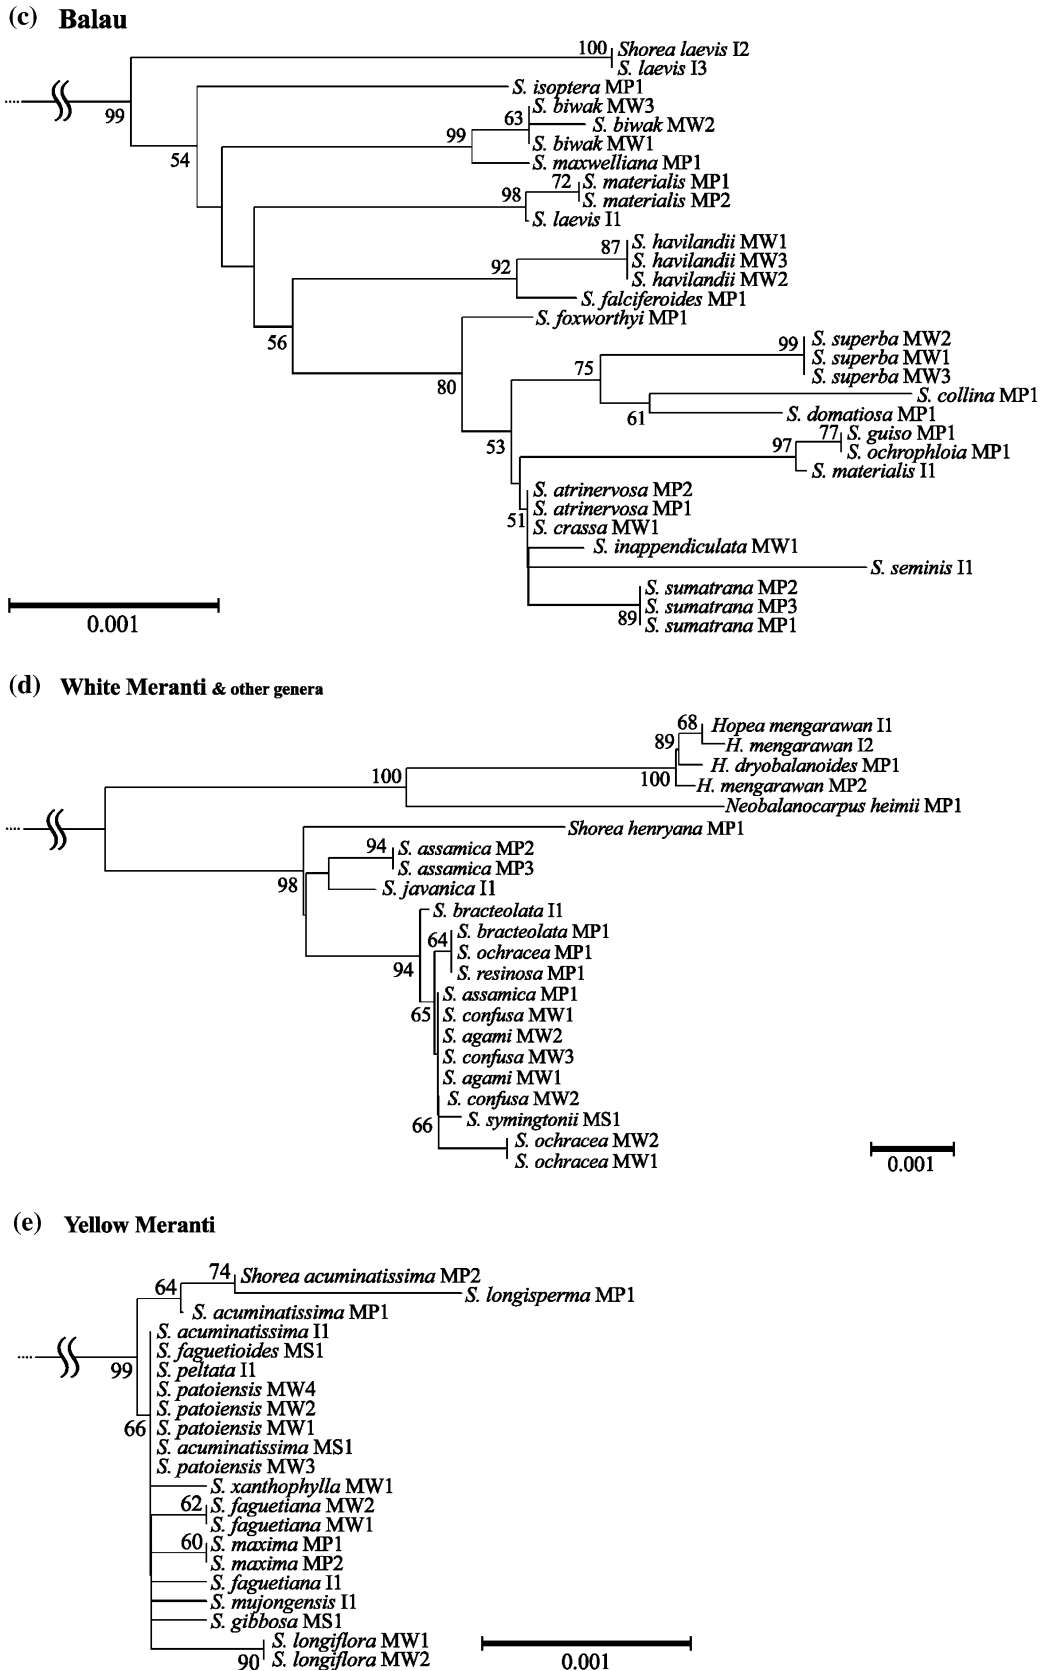 (c) Balau
100 Shorea laevis I2
S. laevis I3
S. isoptera MP1
99
S. biwak MW3
63
S. biwak MW2
99
S. biwak MW1
54
S. maxwelliana MP1
72 S. materialis MP1
98 S. materialis MP2
S. laevis I1
S. havilandii MW1
87
S. havilandii MW3
92
S. havilandii MW2
S. falciferoides MP1
S. foxworthyi MP1
56
S. superba MW2
99
S. superba MW1
75
S. superba MW3
80
S. collina MP1
61
S. domatiosa MP1
77 S. guiso MP1
53
97 S. ochrophloia MP1
S. materialis I1
S. atrinervosa MP2
S. atrinervosa MP1
51
S. crassa MW1
S. inappendiculata MW1
S. seminis I1
S. sumatrana MP2
S. sumatrana MP3
89
S. sumatrana MP1
0.001
(d) White Meranti & other genera
68 Hopea mengarawan I1
89 H. mengarawan I2
H. dryobalanoides MP1
100
100 H. mengarawan MP2
Neobalanocarpus heimii MP1
Shorea henryana MP1
94 S. assamica MP2
S. assamica MP3
98
S. javanica I1
S. bracteolata I1
S. bracteolata MP1
64
S. ochracea MP1
94
S. resinosa MP1
S. assamica MP1
65 S. confusa MW1
S. agami MW2
S. confusa MW3
S. agami MW1
S. confusa MW2
S. symingtonii MS1
66
S. ochracea MW2
S. ochracea MW1
0.001
(e) Yellow Meranti
74 Shorea acuminatissima MP2
64
S. longisperma MP1
S. acuminatissima MP1
S. acuminatissima I1
S. faguetioides MS1
99
S. peltata I1
S. patoiensis MW4
S. patoiensis MW2
66 S. patoiensis MW1
S. acuminatissima MS1
S. patoiensis MW3
S. xanthophylla MW1
62 S. faguetiana MW2
S. faguetiana MW1
60 S. maxima MP1
S. maxima MP2
S. faguetiana I1
S. mujongensis I1
S. gibbosa MS1
S. longiflora MW1
90 S. longiflora MW2
0.001